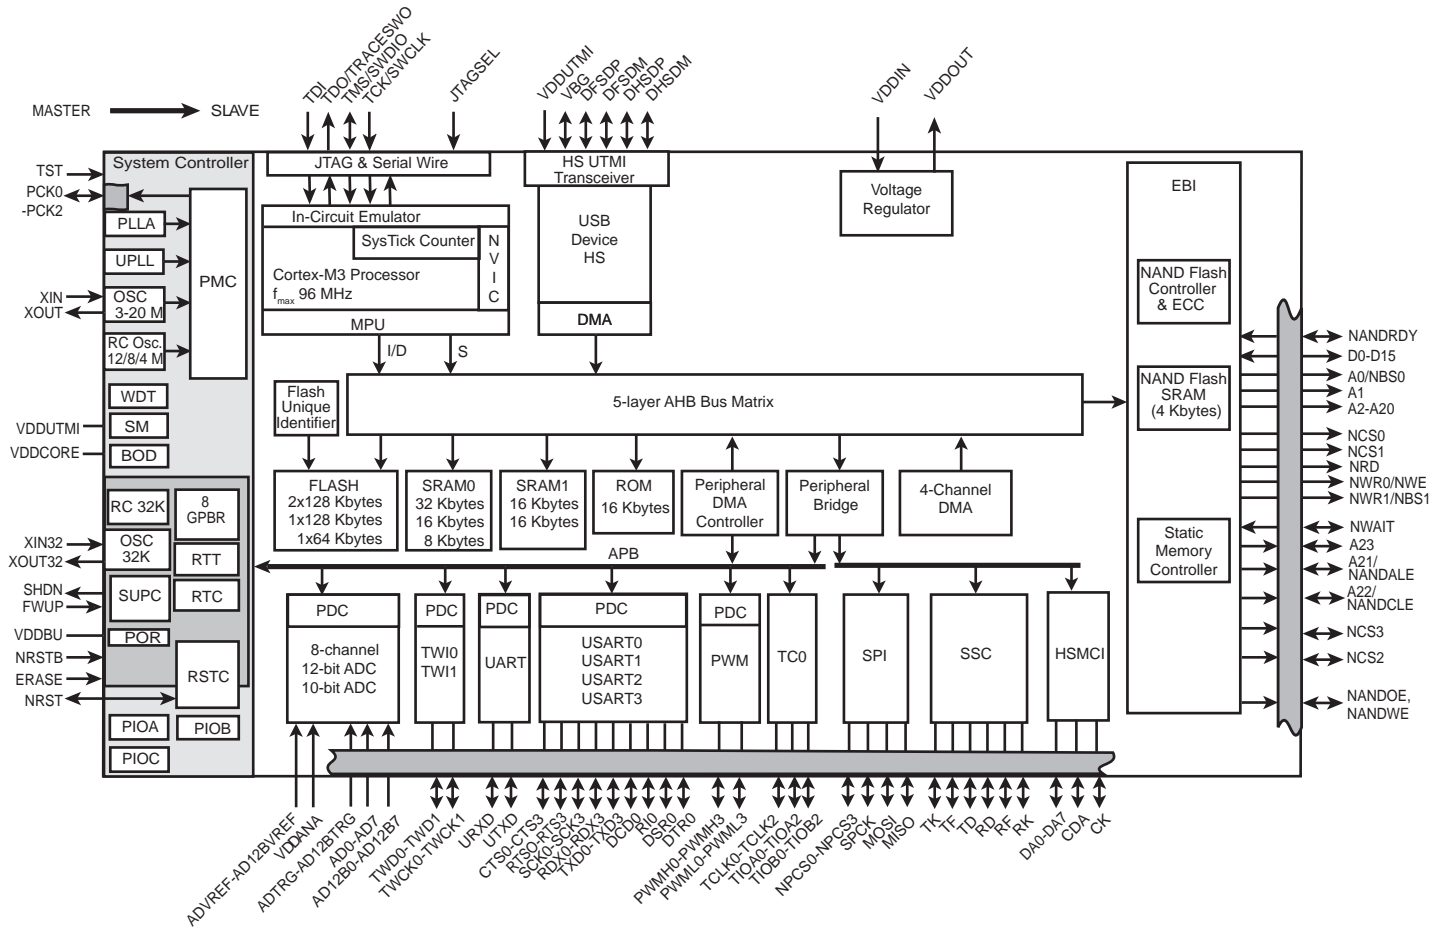 TDI
TDO/TRACESWO
TMS/SWDIO
TCK/SWCLK
JTAGSEL
VDDUTMI
VBG
DFSDP
DFSDM
DHSDP
DHSDM
VDDIN
VDDOUT
MASTER
SLAVE
System Controller
TST
PCK0
-PCK2
PLLA
UPLL
PMC
XIN
XOUT
OSC
3-20 M
RC Osc.
12/8/4 M
WDT
VDDUTMI
SM
VDDCORE
BOD
RC 32K
8
GPBR
XIN32
XOUT32
OSC
32K
RTT
SHDN
FWUP
SUPC
RTC
VDDBU
POR
NRSTB
ERASE
NRST
RSTC
PIOA
PIOB
PIOC
JTAG & Serial Wire
In-Circuit Emulator
SysTick Counter
N
V
I
C
Cortex-M3 Processor
fmax 96 MHz
MPU
I/D
S
HS UTMI
Transceiver
USB
Device
HS
DMA
Voltage
Regulator
Flash
Unique
Identifier
5-layer AHB Bus Matrix
FLASH
2x128 Kbytes
1x128 Kbytes
1x64 Kbytes
SRAM0
32 Kbytes
16 Kbytes
8 Kbytes
SRAM1
16 Kbytes
16 Kbytes
ROM
16 Kbytes
Peripheral
DMA
Controller
Peripheral
Bridge
4-Channel
DMA
APB
PDC
8-channel
12-bit ADC
10-bit ADC
PDC
TWI0
TWI1
PDC
UART
PDC
USART0
USART1
USART2
USART3
PDC
PWM
TC0
SPI
SSC
HSMCI
EBI
NAND Flash
Controller
& ECC
NAND Flash
SRAM
(4 Kbytes)
Static
Memory
Controller
NANDRDY
D0-D15
A0/NBS0
A1
A2-A20
NCS0
NCS1
NRD
NWR0/NWE
NWR1/NBS1
NWAIT
A23
A21/
NANDALE
A22/
NANDCLE
NCS3
NCS2
NANDOE,
NANDWE
ADVREF-AD12BVREF
VDDANA
ADTRG-AD12BTRG
AD0-AD7
AD12B0-AD12B7
TWD0-TWD1
TWCK0-TWCK1
URXD
UTXD
CTS0-CTS3
RTS0-RTS3
SCK0-SCK3
RDX0-RDX3
TXD0-TXD3
DCD0
RI0
DSR0
DTR0
PWMH0-PWMH3
PWML0-PWML3
TCLK0-TCLK2
TIOA0-TIOA2
TIOB0-TIOB2
NPCS0-NPCS3
SPCK
MOSI
MISO
TK
TF
TD
RD
RF
RK
DA0-DA7
CDA
CK